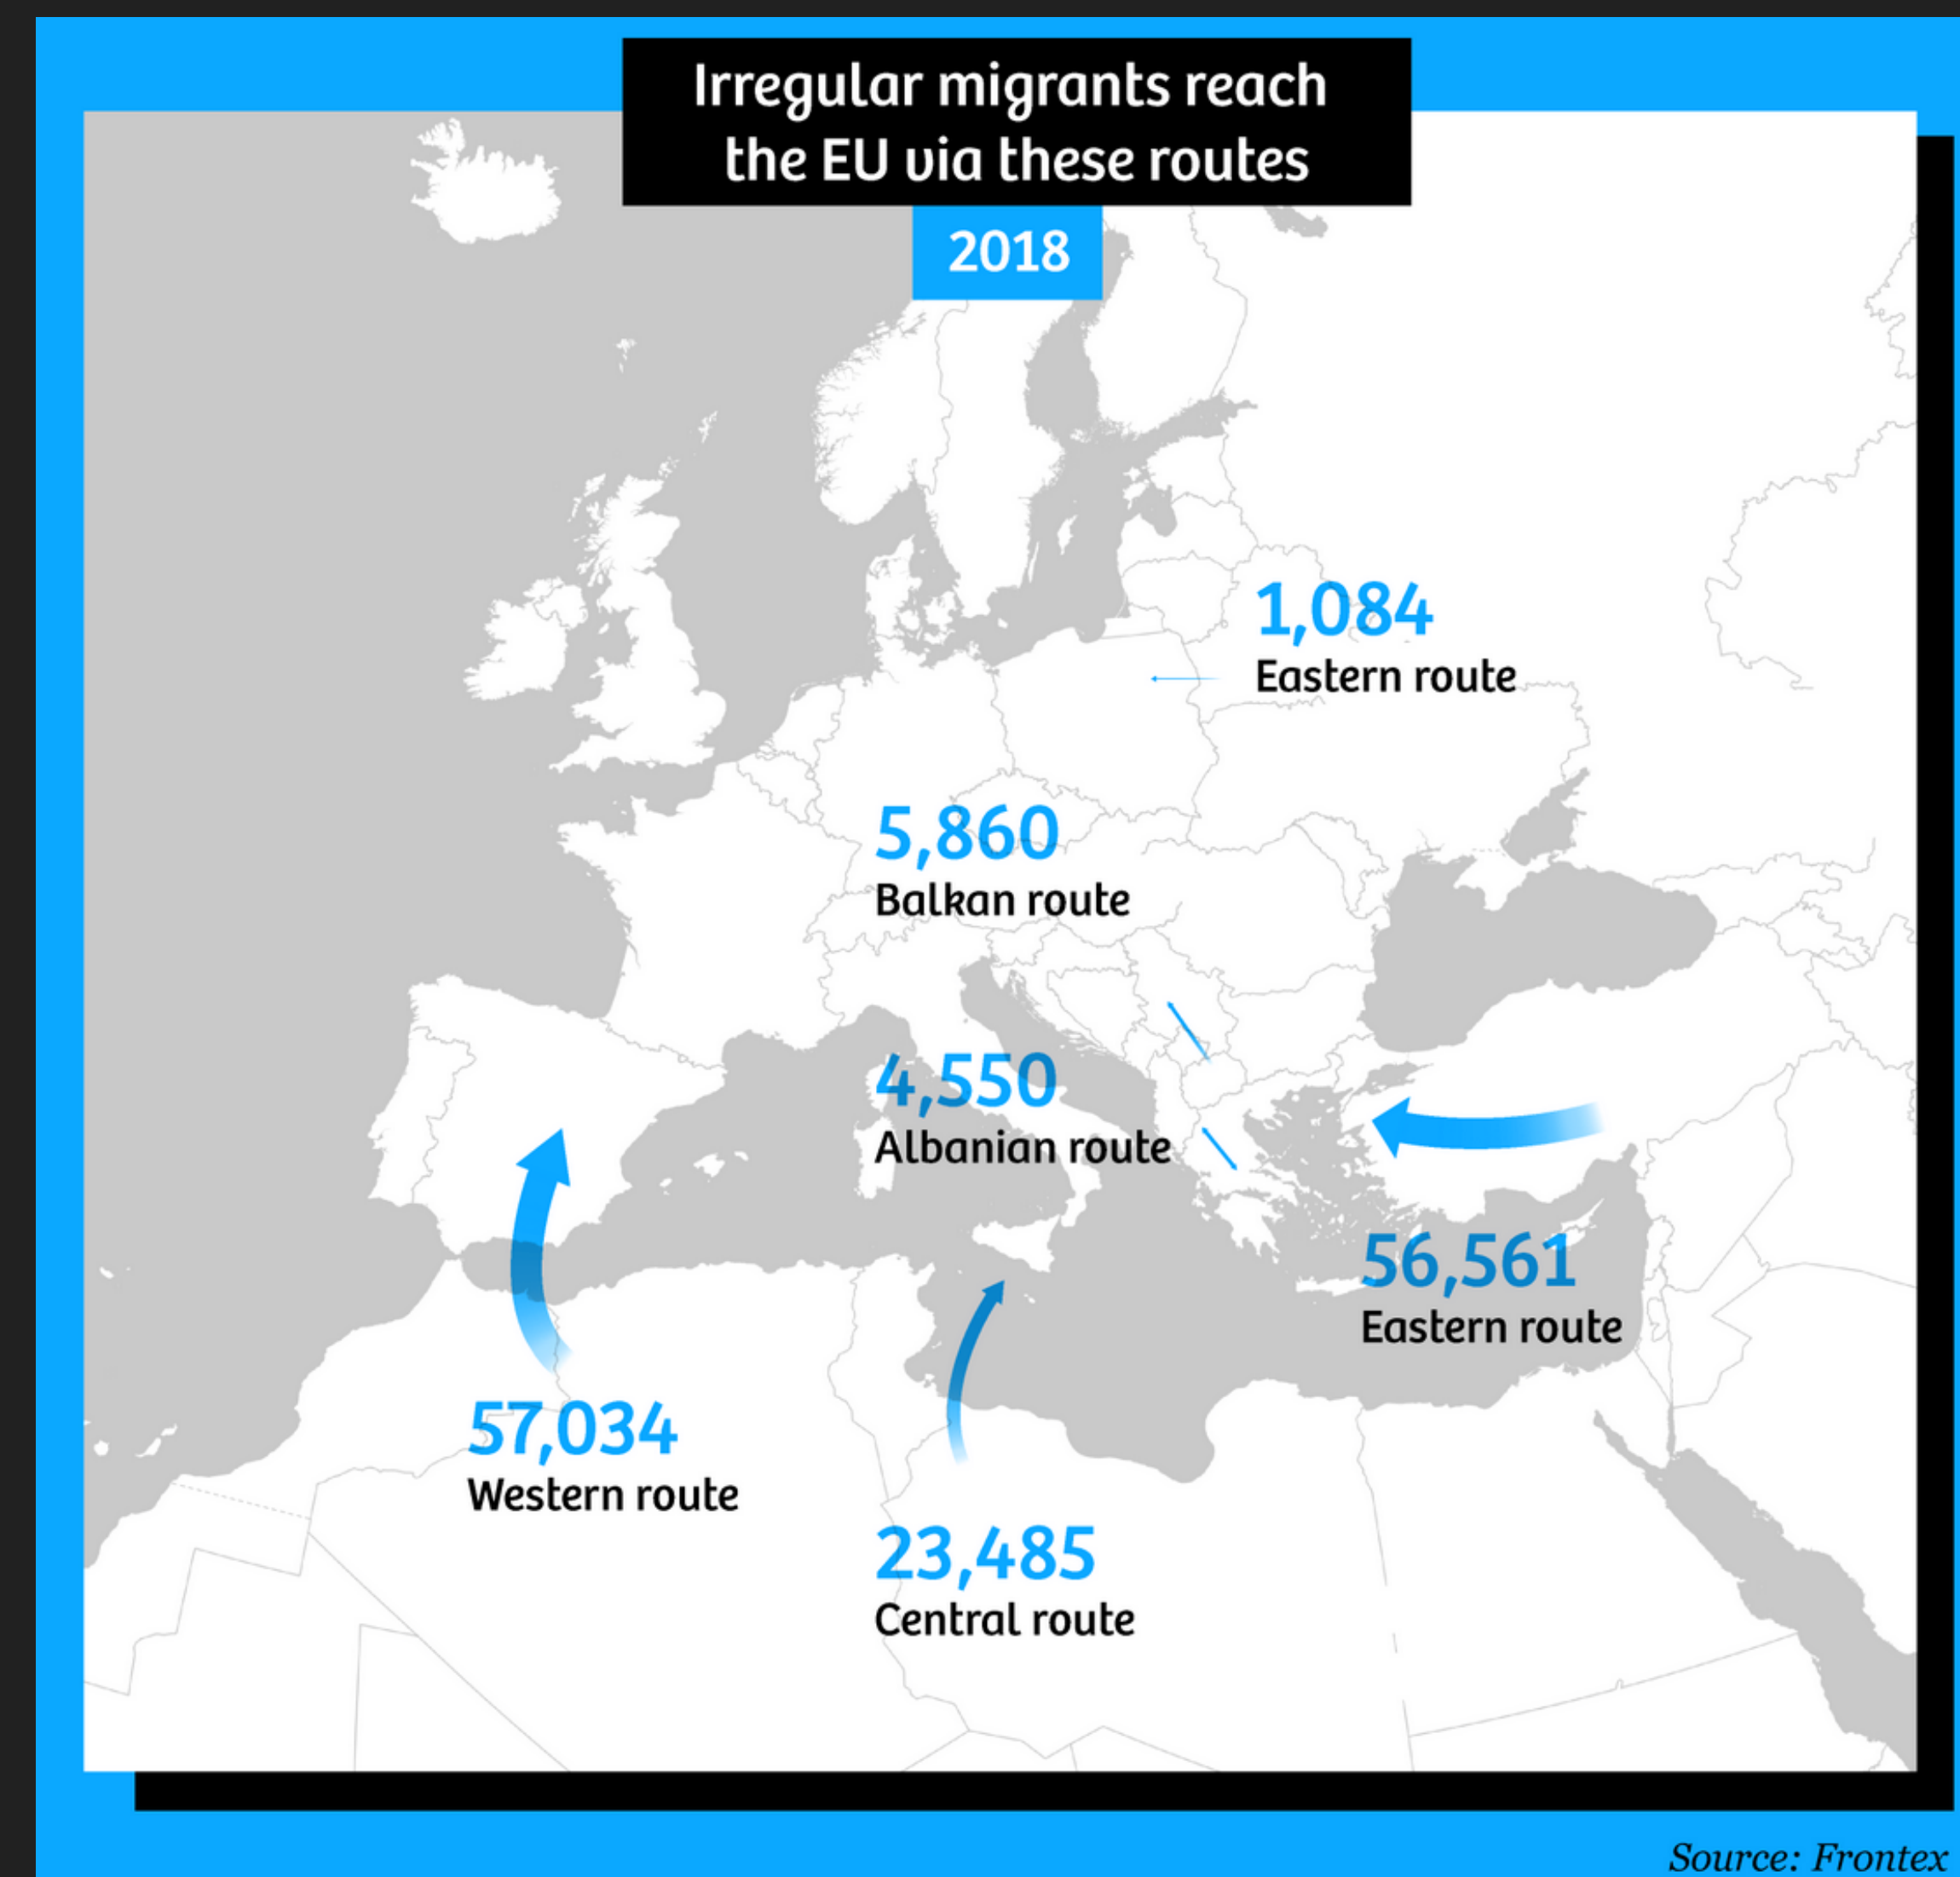 Irregular migrants reach
the EU via these routes
2018
1,084
Eastern route
5,860
Balkan route
4,550
Albanian route
56,561
Eastern route
57,034
Western route
23,485
Central route
Source: Frontex